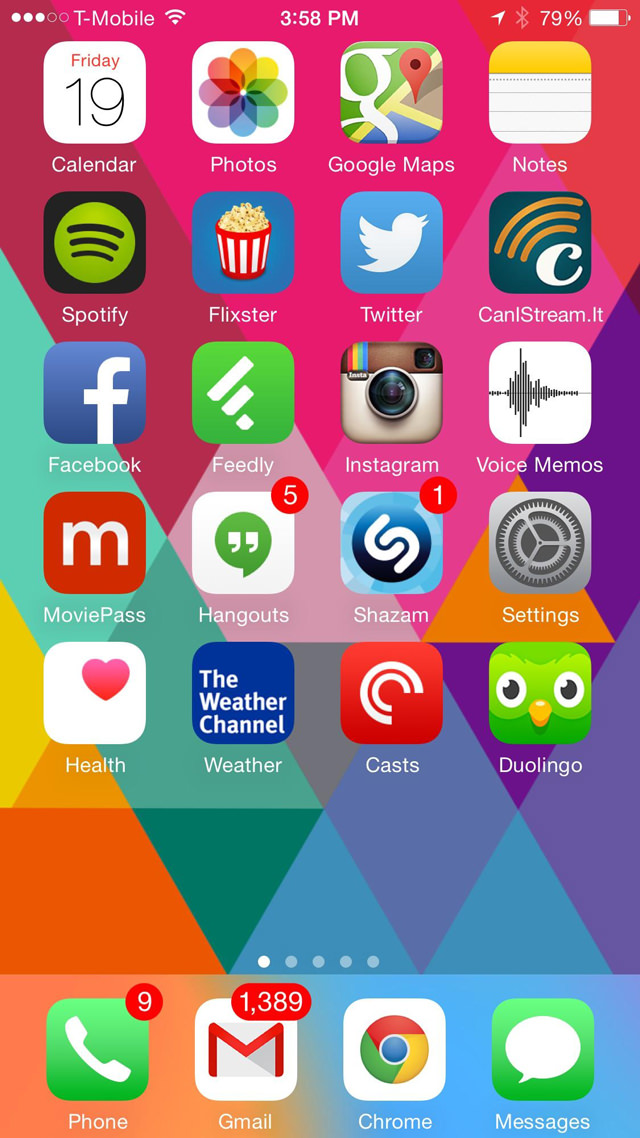 T-Mobile 3:58 PM 79%
Friday
19
Calendar Photos Google Maps Notes
Spotify Flixster Twitter CanIStream.It
Insta
Facebook Feedly Instagram Voice Memos
5 1
m
MoviePass Hangouts Shazam Settings
The
Weather
Channel
Health Weather Casts Duolingo
9 1,389
Phone Gmail Chrome Messages